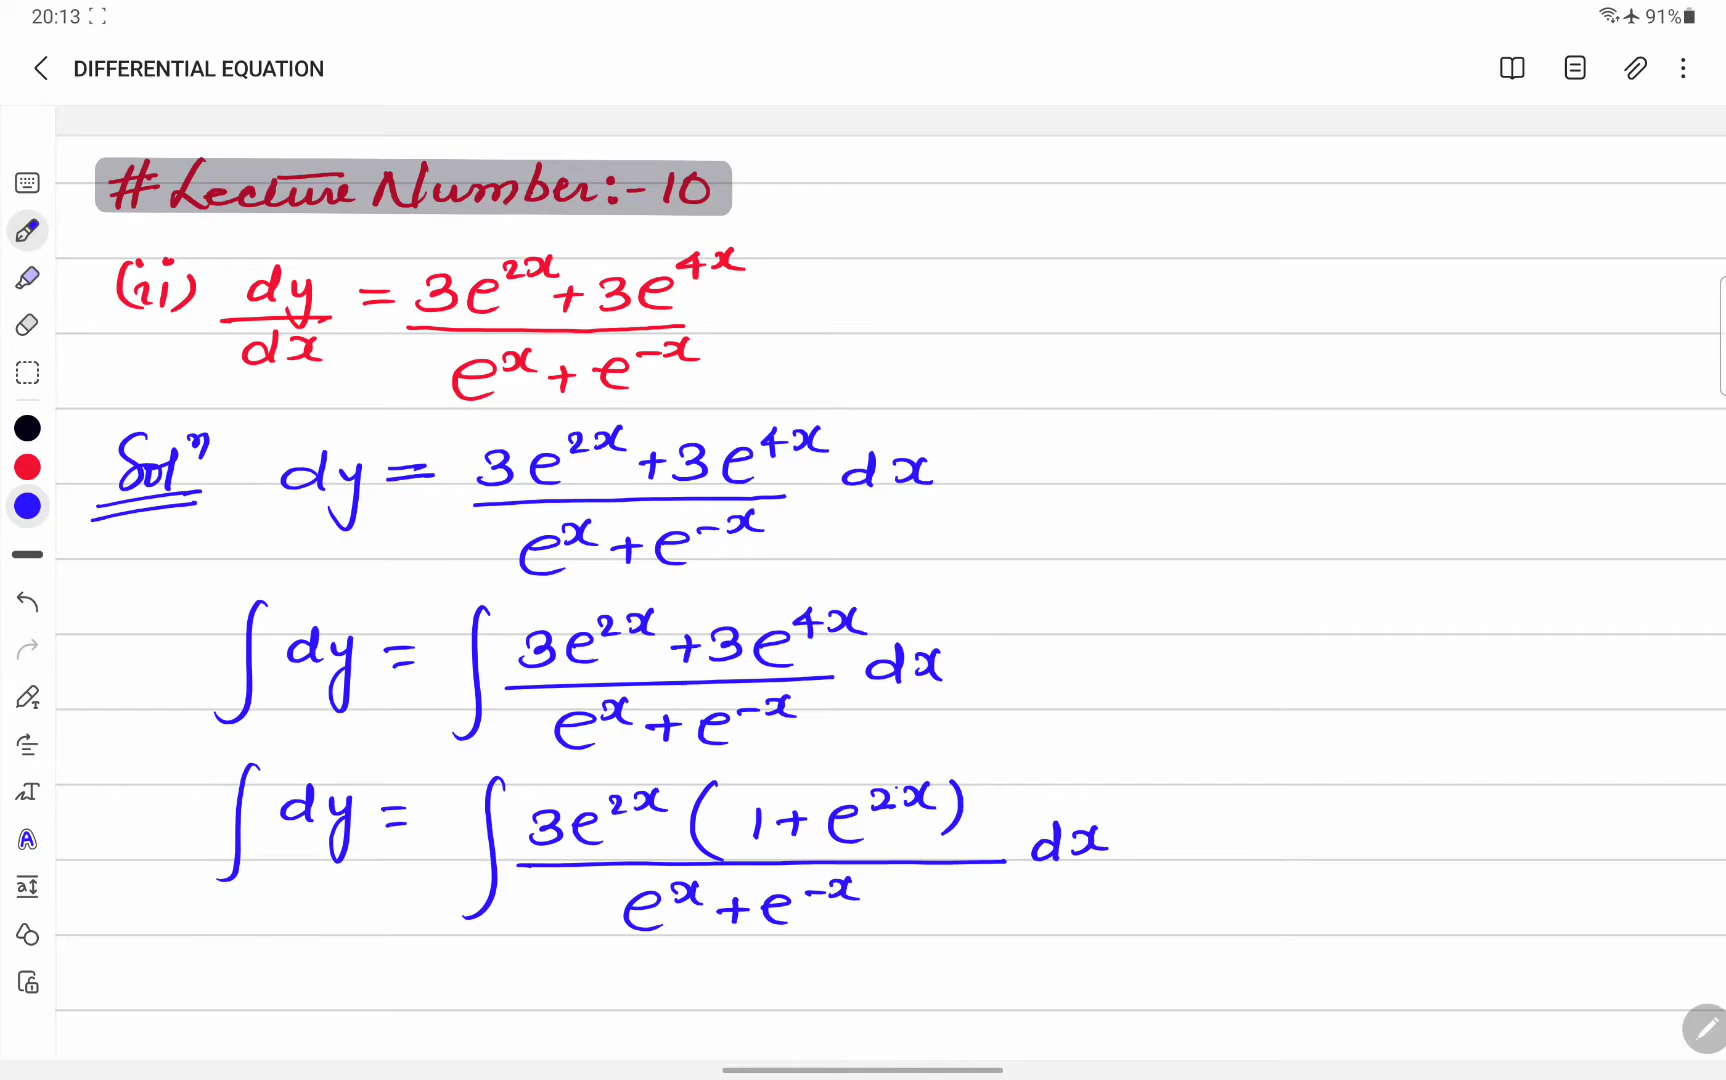 20:13 91%
DIFFERENTIAL EQUATION
# Lecture Number:- 10
(ii) dy/dx = (3e^{2x} + 3e^{4x})/(e^x + e^{-x})
Sol^n dy = (3e^{2x} + 3e^{4x})/(e^x + e^{-x}) dx
∫ dy = ∫ (3e^{2x} + 3e^{4x})/(e^x + e^{-x}) dx
∫ dy = ∫ (3e^{2x} (1 + e^{2x}))/(e^x + e^{-x}) dx